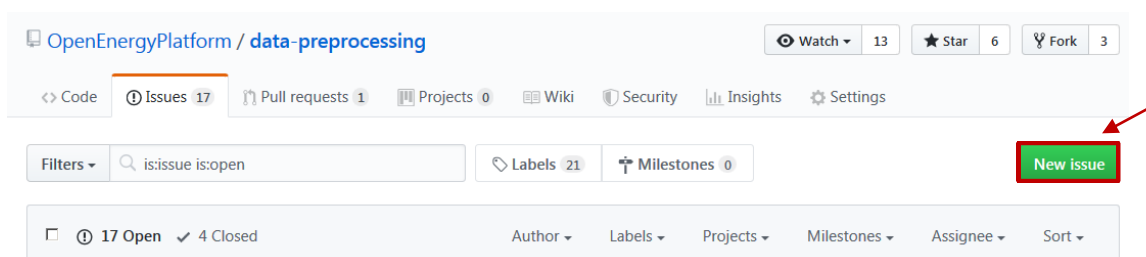 OpenEnergyPlatform / data-preprocessing Watch 13 Star 6 Fork 3
<> Code Issues 17 Pull requests 1 Projects 0 Wiki Security Insights Settings
Filters is:issue is:open Labels 21 Milestones 0 New issue
17 Open 4 Closed Author Labels Projects Milestones Assignee Sort